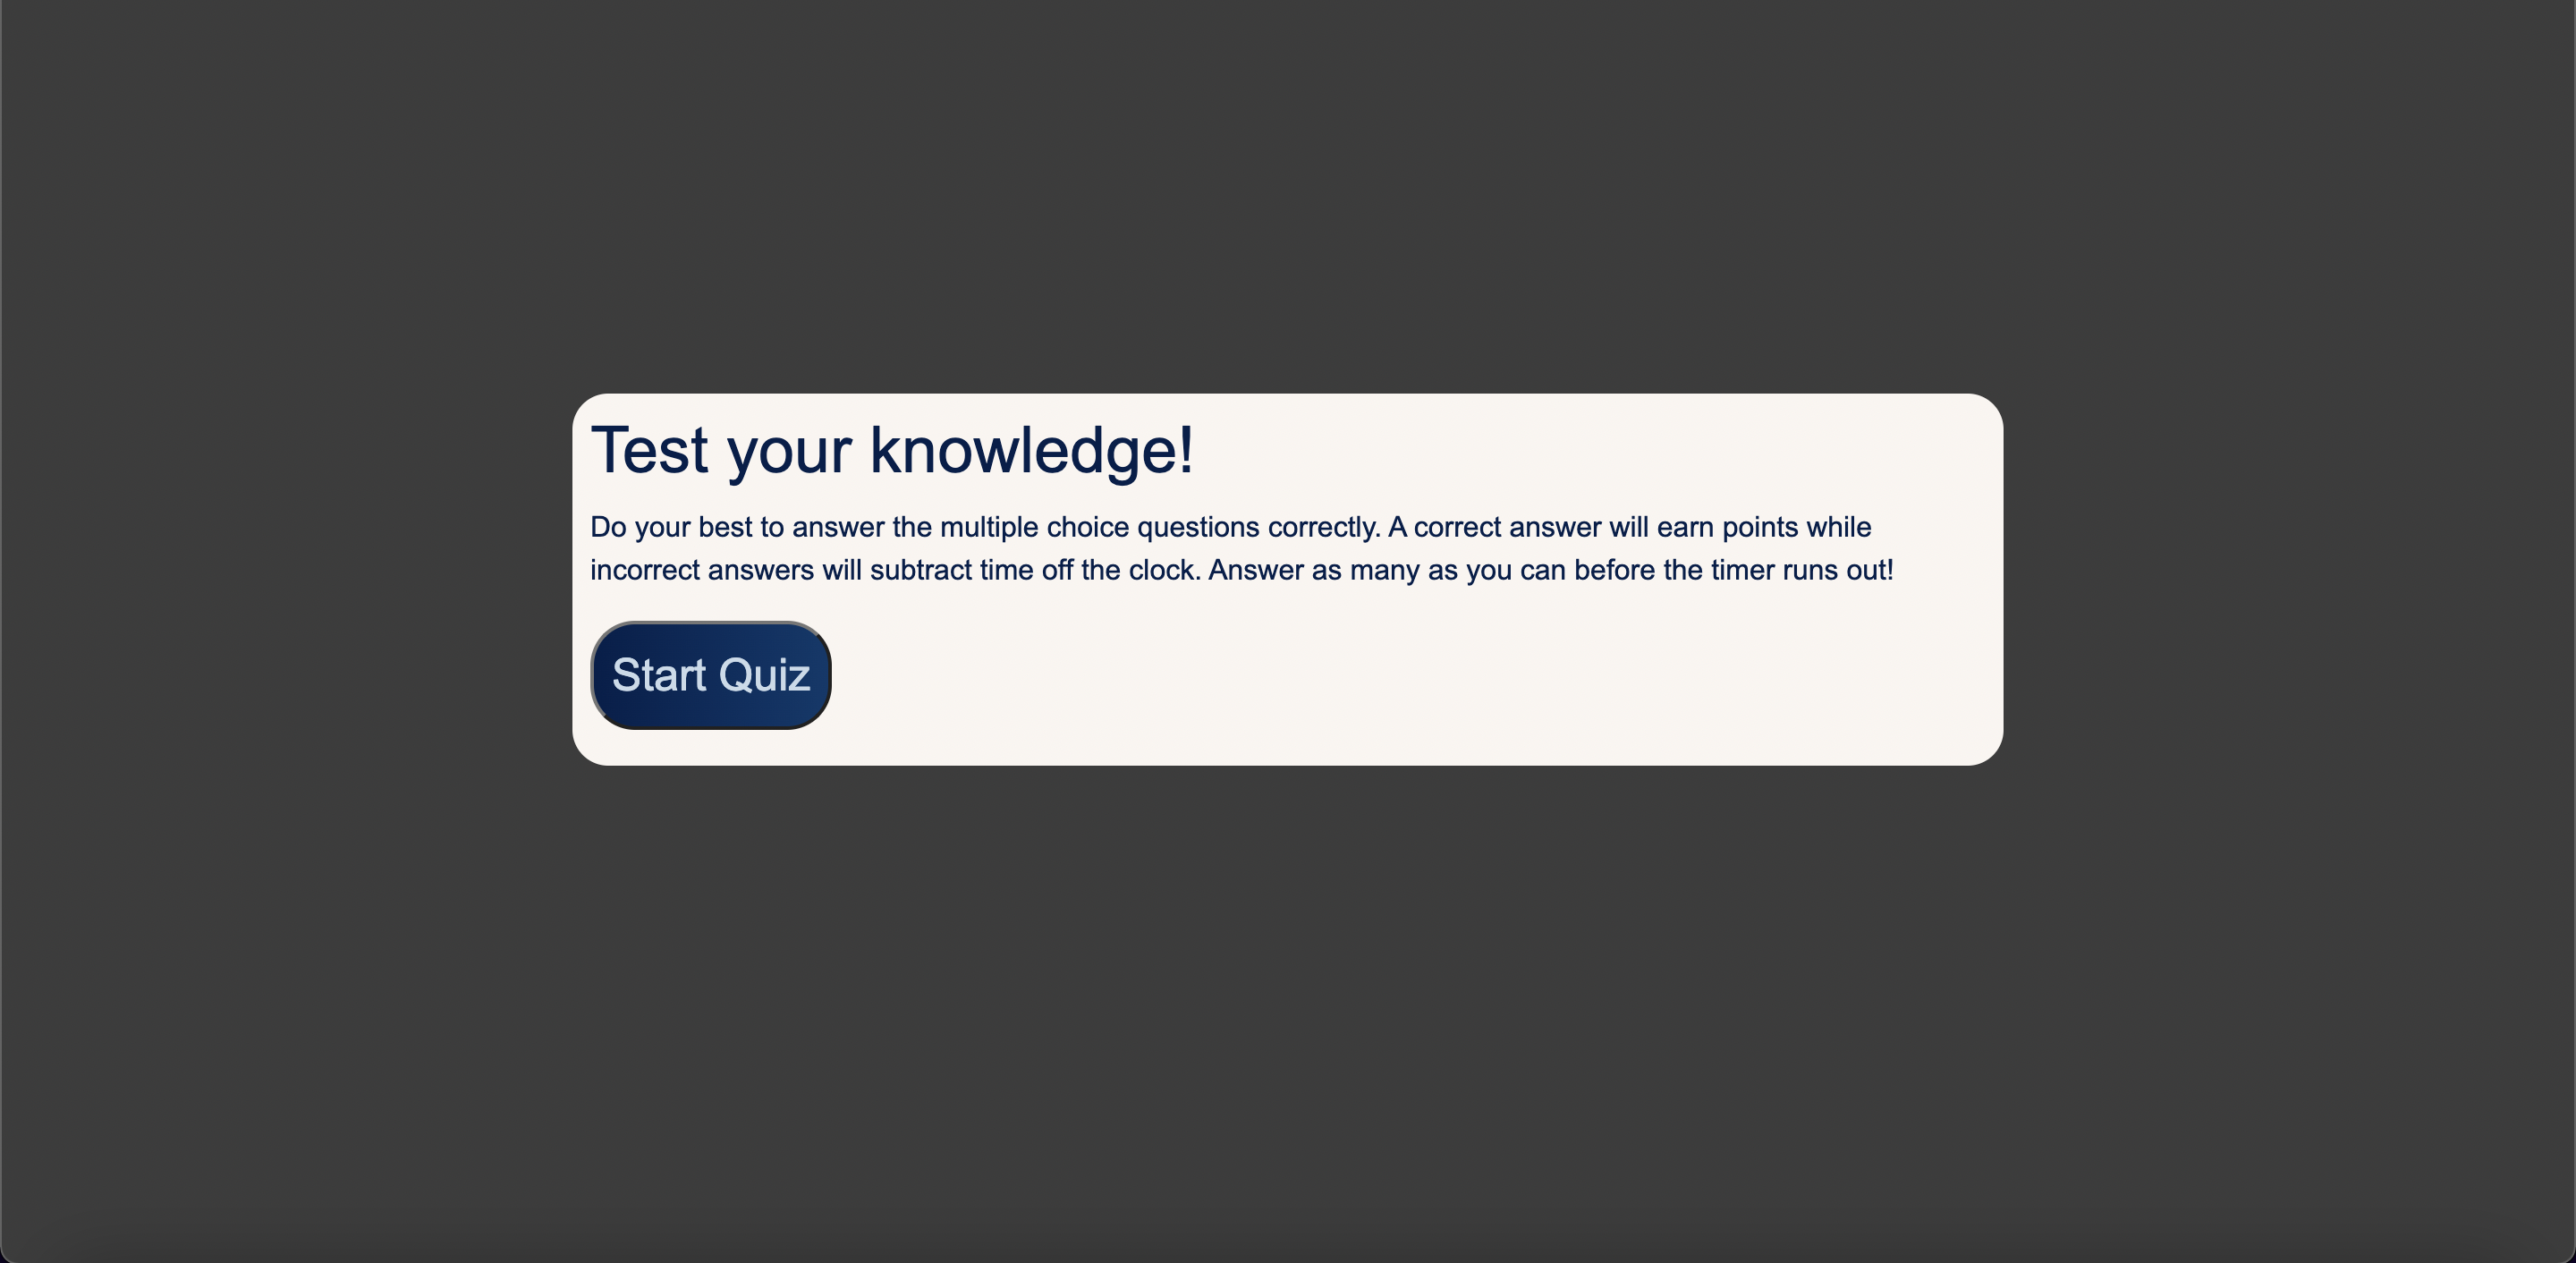 Test your knowledge!
Do your best to answer the multiple choice questions correctly. A correct answer will earn points while
incorrect answers will subtract time off the clock. Answer as many as you can before the timer runs out!
Start Quiz